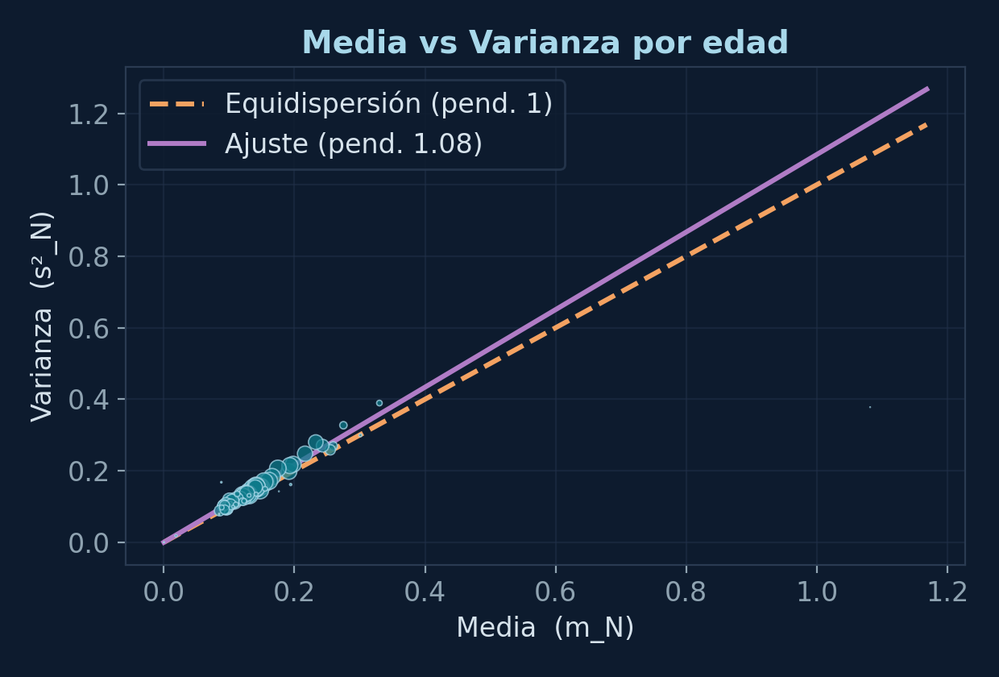 Media vs Varianza por edad
Equidispersión (pend. 1)
Ajuste (pend. 1.08)
Varianza (s²_N)
1.2
1.0
0.8
0.6
0.4
0.2
0.0
0.0 0.2 0.4 0.6 0.8 1.0 1.2
Media (m_N)